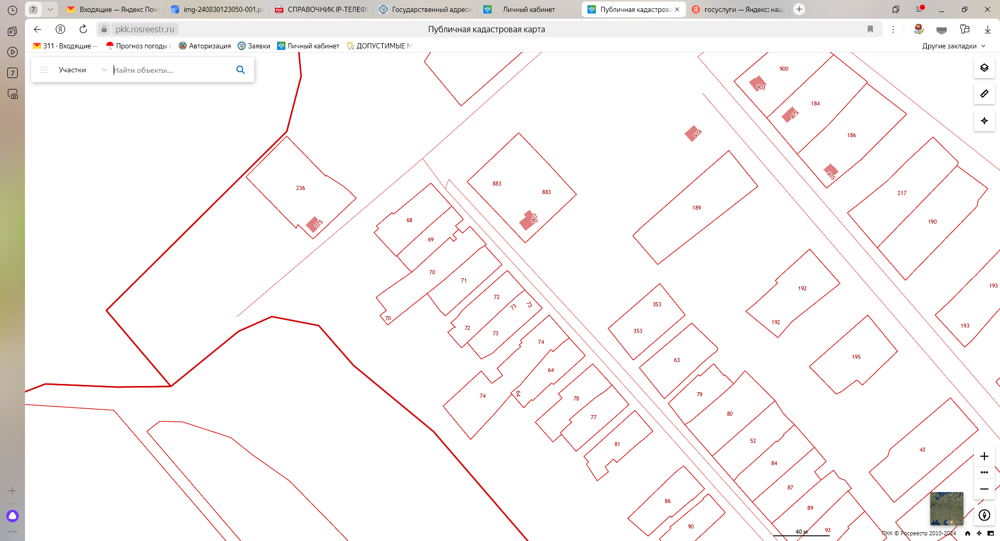 7
Входящие — Яндекс Почт
img-240830123050-001.pd
СПРАВОЧНИК IP-ТЕЛЕФО
Государственный адресн
Личный кабинет
Публичная кадастрова
госуслуги — Яндекс: наш
pkk.rosreestr.ru
Публичная кадастровая карта
311 · Входящие —
Прогноз погоды в
Авторизация
Заявки
Личный кабинет
ДОПУСТИМЫЕ М
Другие закладки
7
Участки
Найти объекты...
900
903
184
875
186
916
915
236
775
883
883
907
189
217
190
68
69
70
71
70
72
73
73
72
73
192
192
193
193
353
353
74
64
74
64
63
195
79
78
77
80
81
52
84
43
87
86
89
90
93
40 м
ПКК © Росреестр 2010-2024